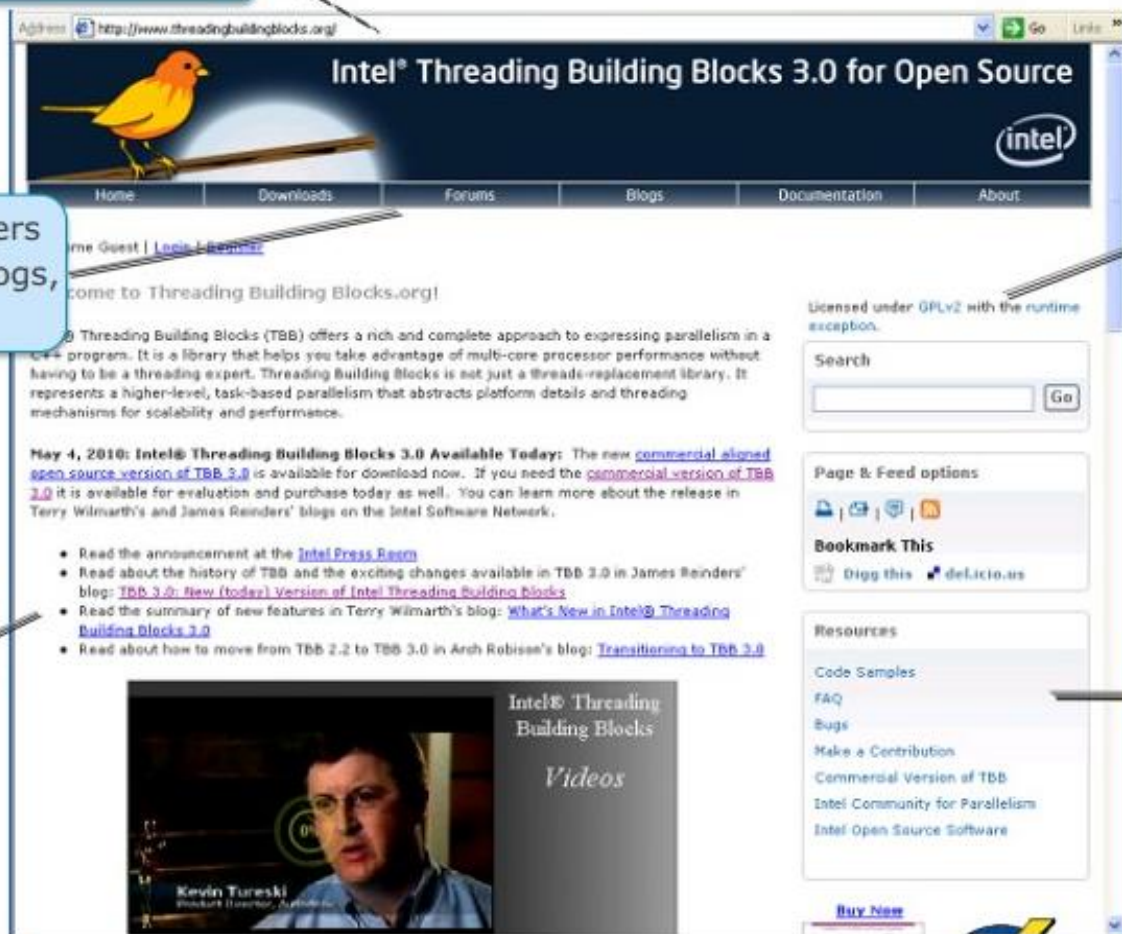 Address http://www.threadingbuildingblocks.org/ Go Links »
Intel® Threading Building Blocks 3.0 for Open Source
intel
Home Downloads Forums Blogs Documentation About
ers
ogs,
me Guest | Login | Register
come to Threading Building Blocks.org!
® Threading Building Blocks (TBB) offers a rich and complete approach to expressing parallelism in a
C++ program. It is a library that helps you take advantage of multi-core processor performance without
having to be a threading expert. Threading Building Blocks is not just a threads-replacement library. It
represents a higher-level, task-based parallelism that abstracts platform details and threading
mechanisms for scalability and performance.
May 4, 2010: Intel® Threading Building Blocks 3.0 Available Today: The new commercial aligned
open source version of TBB 3.0 is available for download now. If you need the commercial version of TBB
3.0 it is available for evaluation and purchase today as well. You can learn more about the release in
Terry Wilmarth's and James Reinders' blogs on the Intel Software Network.
• Read the announcement at the Intel Press Room
• Read about the history of TBB and the exciting changes available in TBB 3.0 in James Reinders'
blog: TBB 3.0: New (today) Version of Intel Threading Building Blocks
• Read the summary of new features in Terry Wilmarth's blog: What's New in Intel® Threading
Building Blocks 3.0
• Read about how to move from TBB 2.2 to TBB 3.0 in Arch Robison's blog: Transitioning to TBB 3.0
Intel® Threading
Building Blocks
Videos
Kevin Tureski
Product Director,
Licensed under GPLv2 with the runtime
exception.
Search
Go
Page & Feed options
Bookmark This
Digg this del.icio.us
Resources
Code Samples
FAQ
Bugs
Make a Contribution
Commercial Version of TBB
Intel Community for Parallelism
Intel Open Source Software
Buy Now